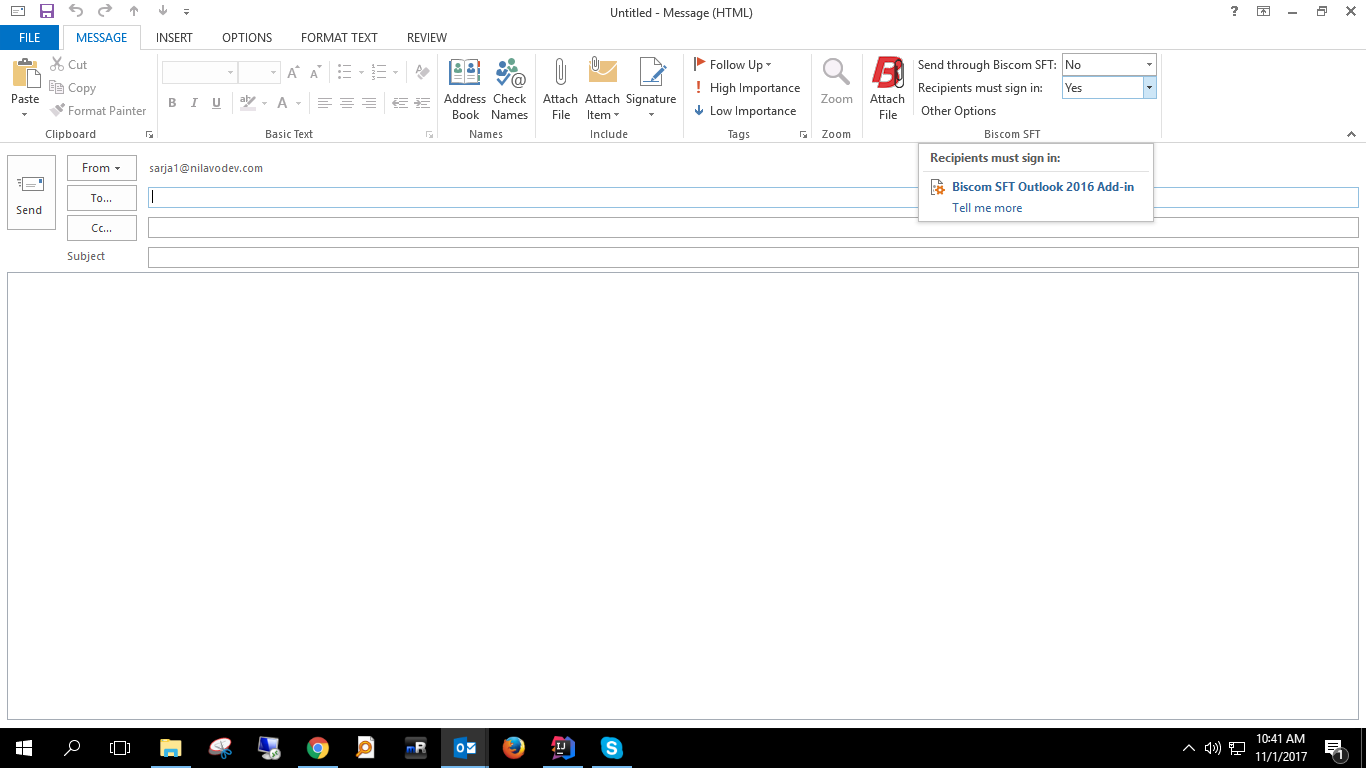 Untitled - Message (HTML)
?
FILE
MESSAGE
INSERT
OPTIONS
FORMAT TEXT
REVIEW
Paste
Cut
Copy
Format Painter
Clipboard
A A
B I U ab A
Basic Text
Address Book
Check Names
Names
Attach File
Attach Item
Signature
Include
Follow Up
! High Importance
Low Importance
Tags
Zoom
Zoom
Attach File
Send through Biscom SFT: No
Recipients must sign in: Yes
Other Options
Biscom SFT
Recipients must sign in:
Biscom SFT Outlook 2016 Add-in
Tell me more
Send
From
sarja1@nilavodev.com
To...
Cc...
Subject
mR
IJ
10:41 AM
11/1/2017
1